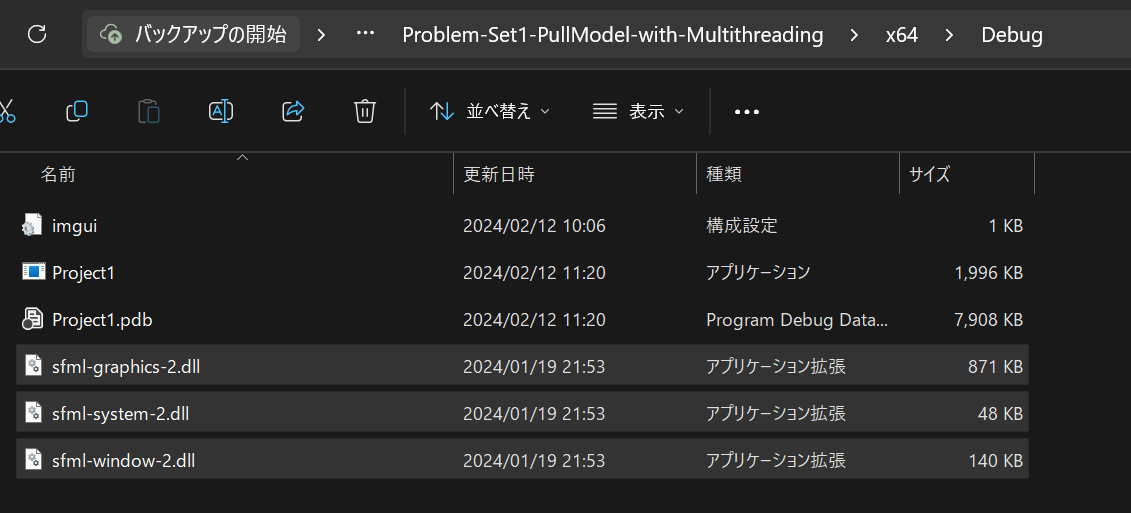 バックアップの開始 > ··· Problem-Set1-PullModel-with-Multithreading > x64 > Debug
並べ替え 表示 ···
名前 更新日時 種類 サイズ
imgui 2024/02/12 10:06 構成設定 1 KB
Project1 2024/02/12 11:20 アプリケーション 1,996 KB
Project1.pdb 2024/02/12 11:20 Program Debug Data... 7,908 KB
sfml-graphics-2.dll 2024/01/19 21:53 アプリケーション拡張 871 KB
sfml-system-2.dll 2024/01/19 21:53 アプリケーション拡張 48 KB
sfml-window-2.dll 2024/01/19 21:53 アプリケーション拡張 140 KB